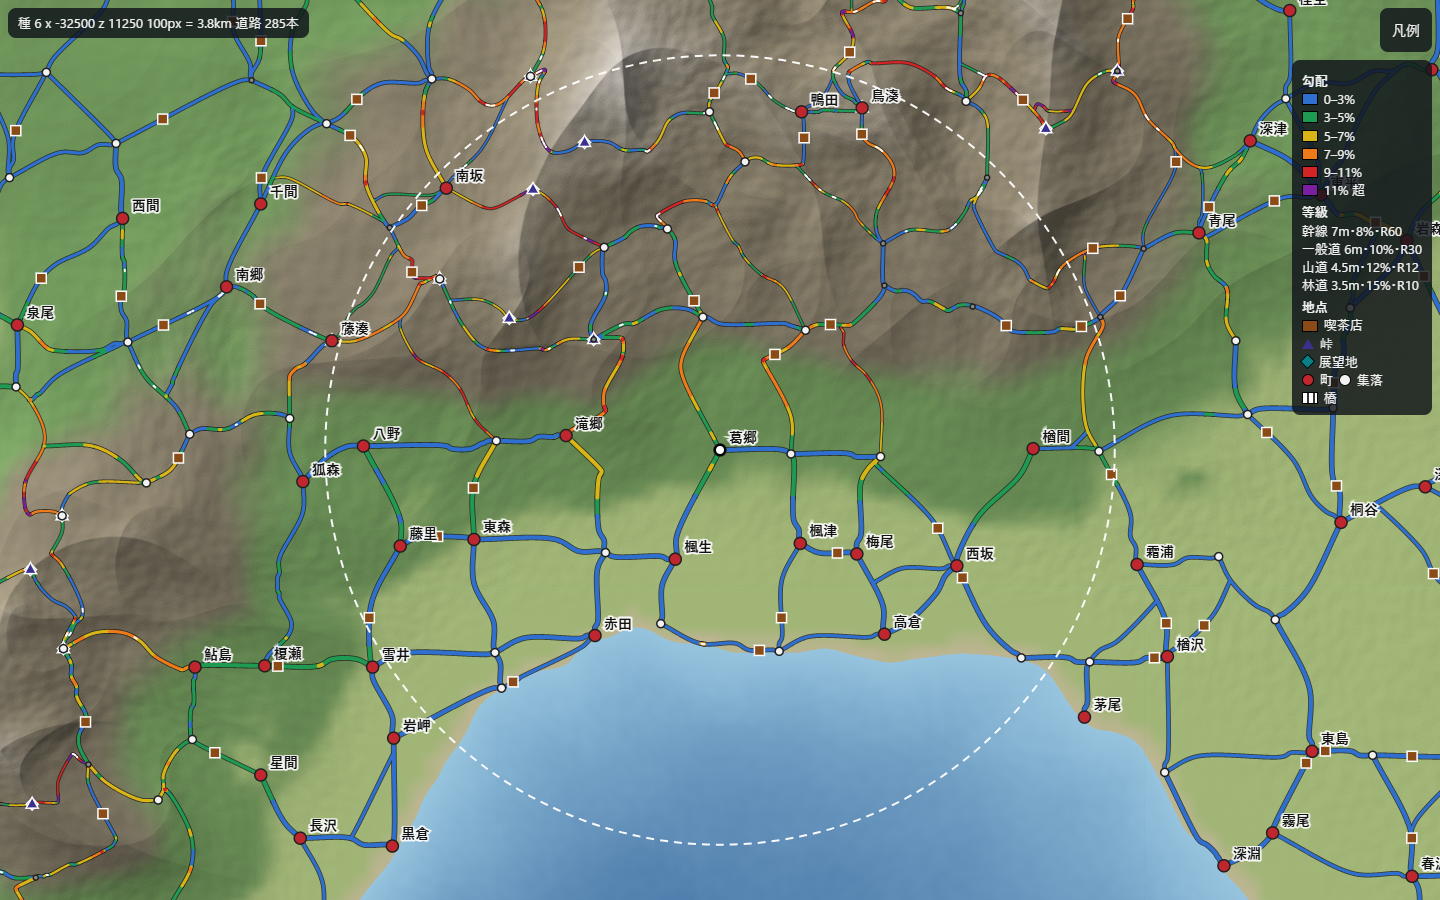 種 6 x -32500 z 11250 100px = 3.8km 道路 285本
凡例
勾配
0–3%
3–5%
5–7%
7–9%
9–11%
11% 超
等級
幹線 7m･8%･R60
一般道 6m･10%･R30
山道 4.5m･12%･R12
林道 3.5m･15%･R10
地点
喫茶店
峠
展望地
町 集落
橋
鴨田
鳥湊
深津
南坂
千間
西間
青尾
南郷
泉尾
藤湊
滝郷
八野
葛郷
楢間
狐森
桐谷
東森
藤里
楓津
梅尾
楓生
西坂
霜浦
赤田
高倉
楢沢
鮎島
榎瀬
雪井
茅尾
岩岬
東島
星間
霧尾
長沢
黒倉
深淵